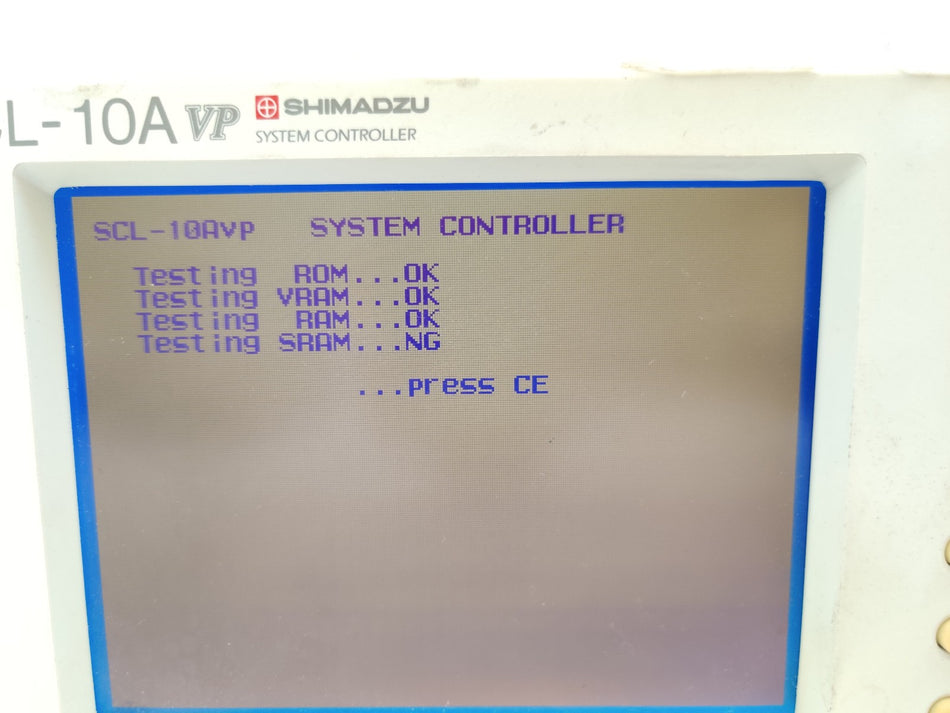 CL-10A VP SHIMADZU
SYSTEM CONTROLLER
SCL-10Avp SYSTEM CONTROLLER
Testing ROM...OK
Testing VRAM...OK
Testing RAM...OK
Testing SRAM...NG
...press CE